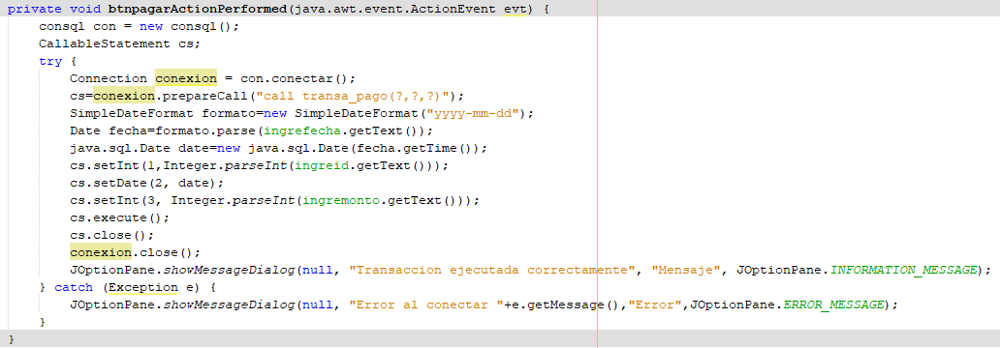 private void btnpagarActionPerformed(java.awt.event.ActionEvent evt) {
consql con = new consql();
CallableStatement cs;
try {
Connection conexion = con.conectar();
cs=conexion.prepareCall("call transa_pago(?,?,?)");
SimpleDateFormat formato=new SimpleDateFormat("yyyy-mm-dd");
Date fecha=formato.parse(ingrefecha.getText());
java.sql.Date date=new java.sql.Date(fecha.getTime());
cs.setInt(1,Integer.parseInt(ingreid.getText()));
cs.setDate(2, date);
cs.setInt(3, Integer.parseInt(ingremonto.getText()));
cs.execute();
cs.close();
conexion.close();
JOptionPane.showMessageDialog(null, "Transaccion ejecutada correctamente", "Mensaje", JOptionPane.INFORMATION_MESSAGE);
} catch (Exception e) {
JOptionPane.showMessageDialog(null, "Error al conectar "+e.getMessage(),"Error",JOptionPane.ERROR_MESSAGE);
}
}